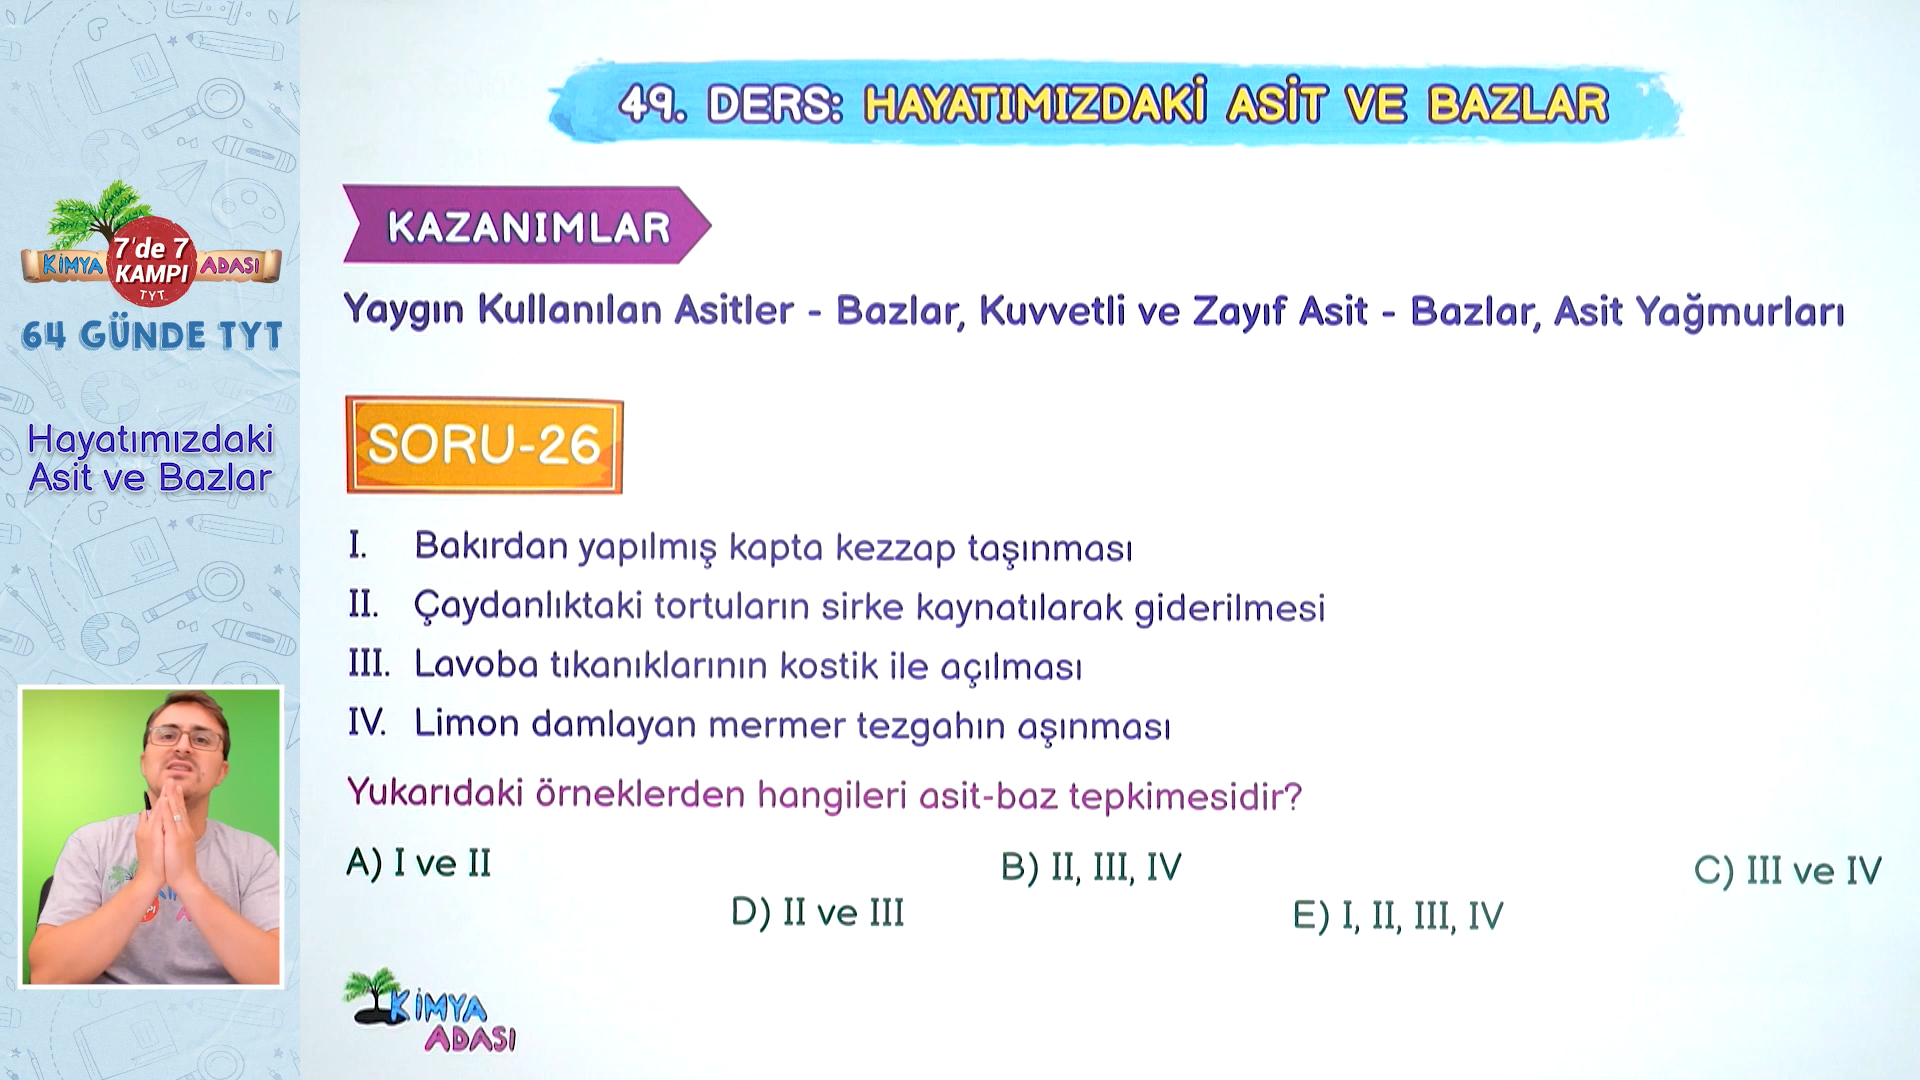 49. DERS: HAYATIMIZDAKİ ASİT VE BAZLAR
KAZANIMLAR
Yaygın Kullanılan Asitler - Bazlar, Kuvvetli ve Zayıf Asit - Bazlar, Asit Yağmurları
KİMYA 7'de 7 KAMPI TYT ADASI
64 GÜNDE TYT
Hayatımızdaki
Asit ve Bazlar
SORU-26
I. Bakırdan yapılmış kapta kezzap taşınması
II. Çaydanlıktaki tortuların sirke kaynatılarak giderilmesi
III. Lavoba tıkanıklarının kostik ile açılması
IV. Limon damlayan mermer tezgahın aşınması
Yukarıdaki örneklerden hangileri asit-baz tepkimesidir?
A) I ve II B) II, III, IV C) III ve IV
D) II ve III E) I, II, III, IV
KİMYA
ADASI